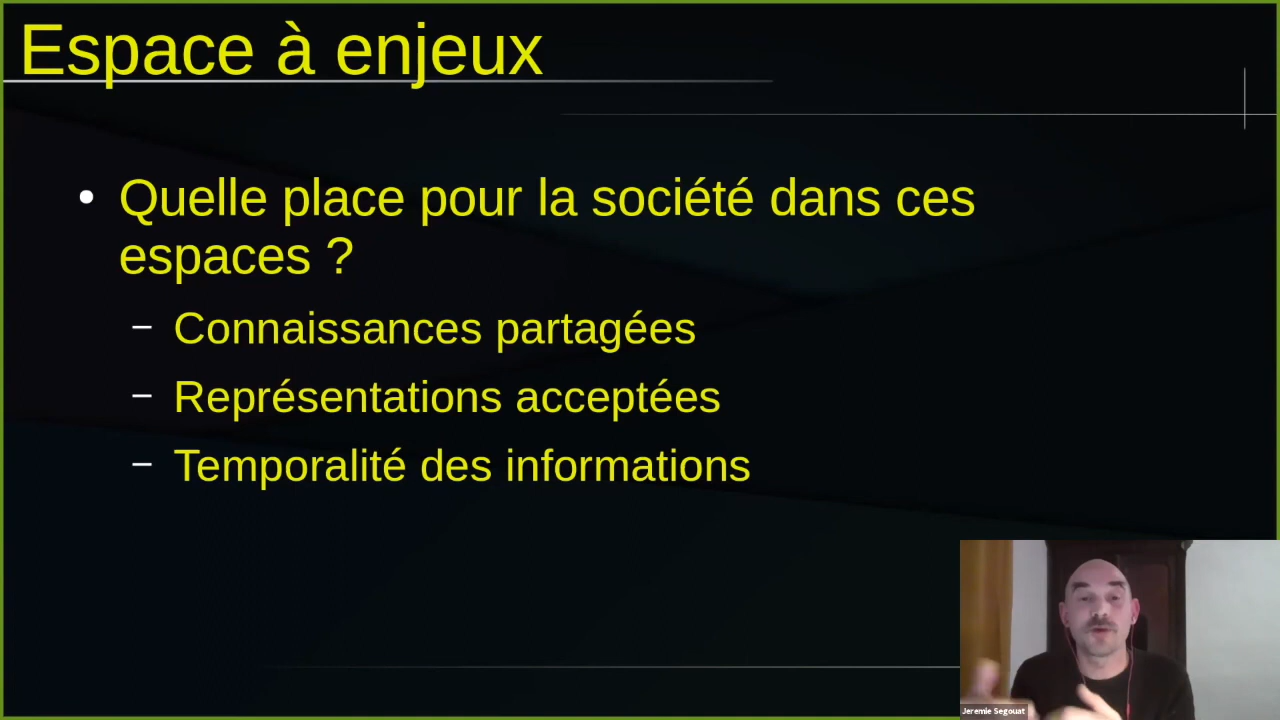 Espace à enjeux
• Quelle place pour la société dans ces
espaces ?
– Connaissances partagées
– Représentations acceptées
– Temporalité des informations
Jeremie Segouat